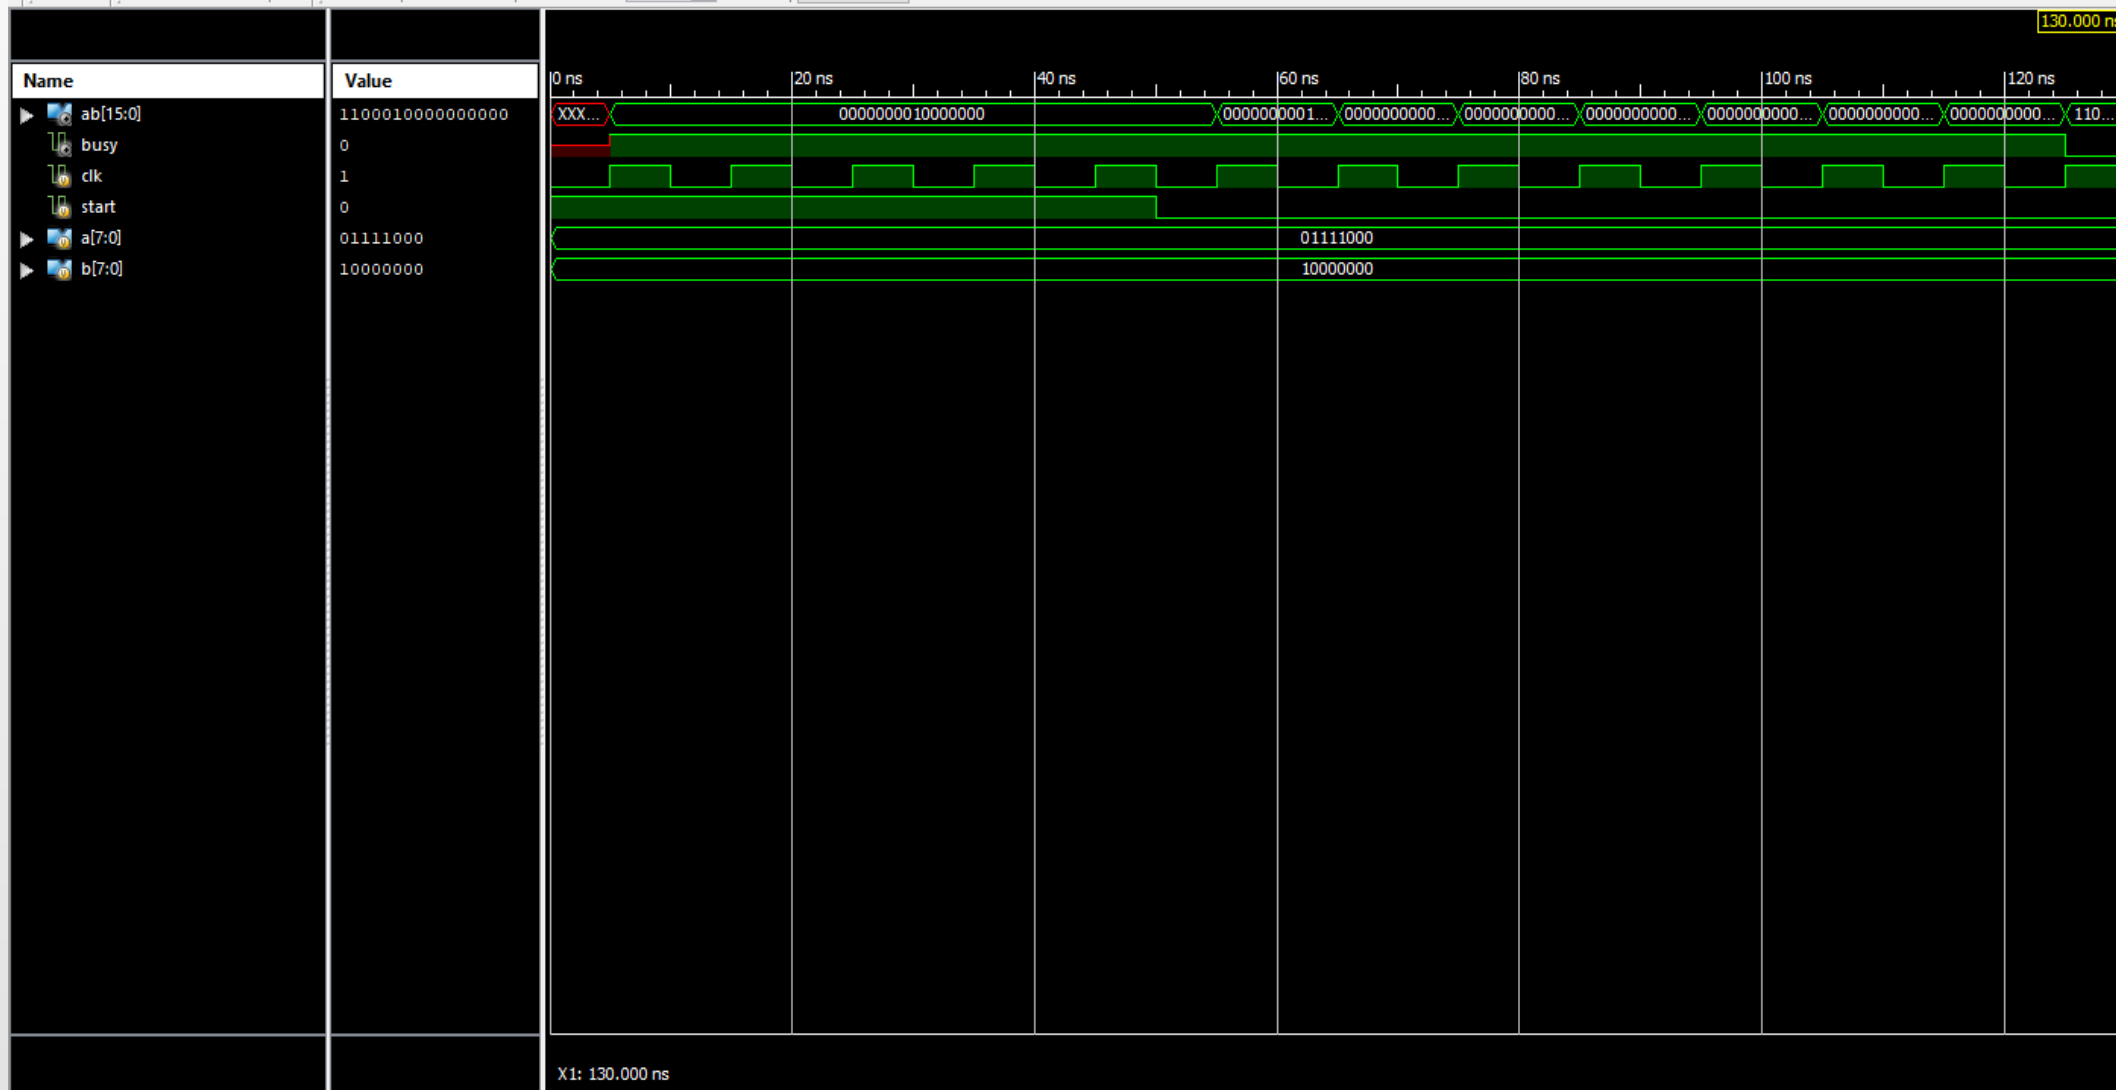 130.000 ns
Name Value 0 ns 20 ns 40 ns 60 ns 80 ns 100 ns 120 ns
ab[15:0] 1100010000000000 XXX... 0000000010000000 0000000001... 0000000000... 0000000000... 0000000000... 0000000000... 0000000000... 0000000000... 110...
busy 0
clk 1
start 0
a[7:0] 01111000 01111000
b[7:0] 10000000 10000000
X1: 130.000 ns